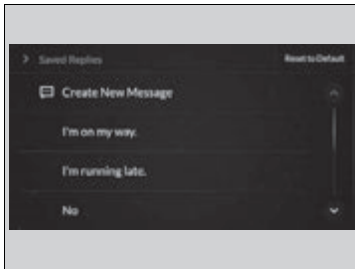 Saved Replies
Reset to Default
Create New Message
I'm on my way.
I'm running late.
No